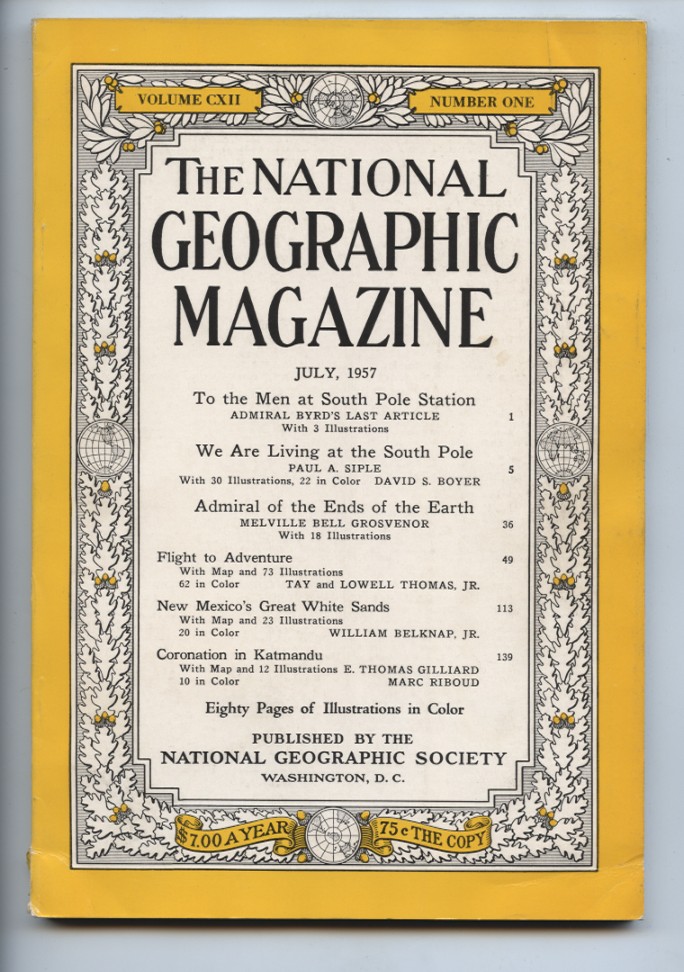 VOLUME CXII
NUMBER ONE
THE NATIONAL
GEOGRAPHIC
MAGAZINE
JULY, 1957
To the Men at South Pole Station
ADMIRAL BYRD'S LAST ARTICLE 1
With 3 Illustrations
We Are Living at the South Pole
PAUL A. SIPLE 5
With 30 Illustrations, 22 in Color DAVID S. BOYER
Admiral of the Ends of the Earth
MELVILLE BELL GROSVENOR 36
With 18 Illustrations
Flight to Adventure 49
With Map and 73 Illustrations
62 in Color TAY and LOWELL THOMAS, JR.
New Mexico's Great White Sands 113
With Map and 23 Illustrations
20 in Color WILLIAM BELKNAP, JR.
Coronation in Katmandu 139
With Map and 12 Illustrations E. THOMAS GILLIARD
10 in Color MARC RIBOUD
Eighty Pages of Illustrations in Color
PUBLISHED BY THE
NATIONAL GEOGRAPHIC SOCIETY
WASHINGTON, D. C.
$7.00 A YEAR
75¢ THE COPY